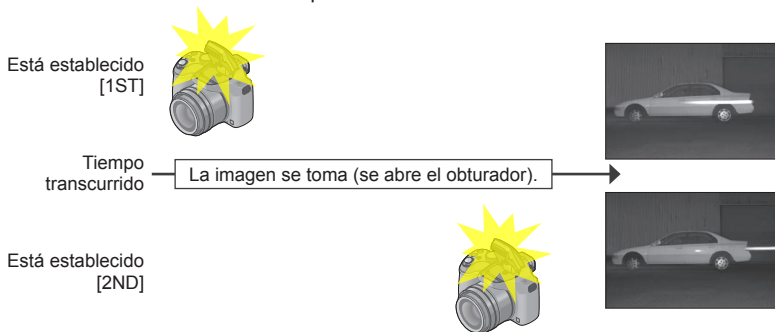 Está establecido
[1ST]
Tiempo
transcurrido
La imagen se toma (se abre el obturador).
Está establecido
[2ND]